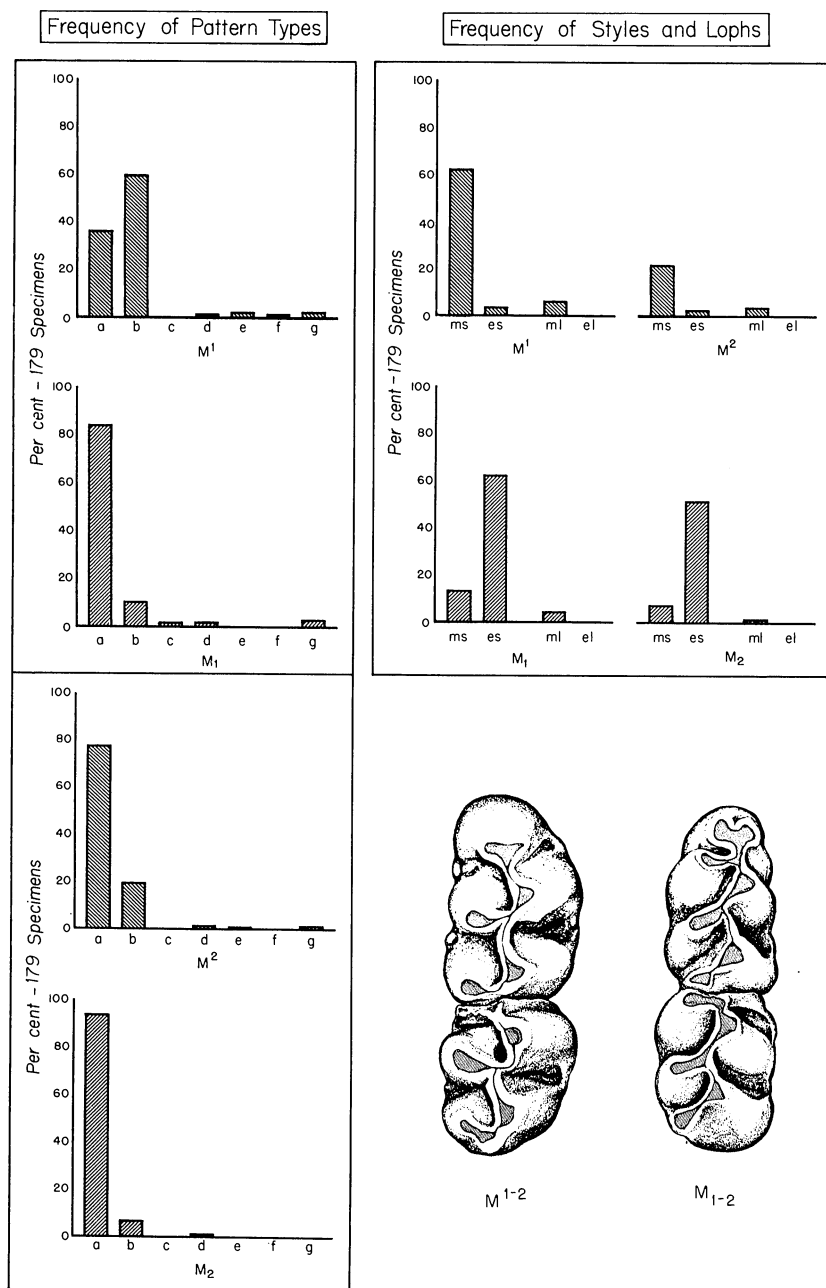 Frequency of Pattern Types
Per cent - 179 Specimens
100
80
60
40
20
0
a b c d e f g
M¹
100
80
60
40
20
0
a b c d e f g
M₁
Per cent - 179 Specimens
100
80
60
40
20
0
a b c d e f g
M²
100
80
60
40
20
0
a b c d e f g
M₂
Frequency of Styles and Lophs
Per cent - 179 Specimens
100
80
60
40
20
0
ms es ml el ms es ml el
M¹ M²
100
80
60
40
20
0
ms es ml el ms es ml el
M₁ M₂
M¹⁻² M₁₋₂